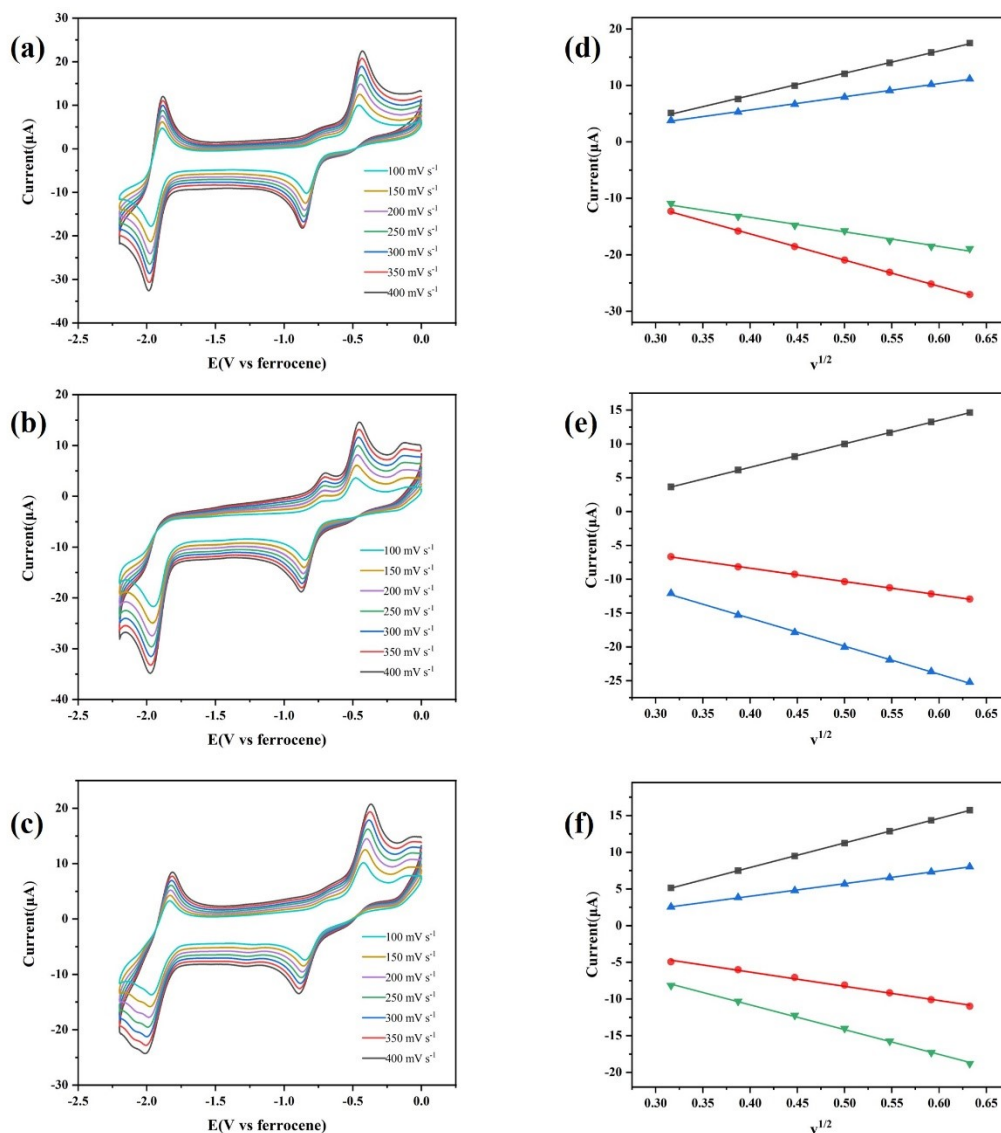 (a)
30
20
10
0
-10
-20
-30
-40
Current(μA)
100 mV s-1
150 mV s-1
200 mV s-1
250 mV s-1
300 mV s-1
350 mV s-1
400 mV s-1
-2.5 -2.0 -1.5 -1.0 -0.5 0.0
E(V vs ferrocene)
(d)
20
10
0
-10
-20
-30
Current(μA)
0.30 0.35 0.40 0.45 0.50 0.55 0.60 0.65
v1/2
(b)
20
10
0
-10
-20
-30
-40
Current(μA)
100 mV s-1
150 mV s-1
200 mV s-1
250 mV s-1
300 mV s-1
350 mV s-1
400 mV s-1
-2.5 -2.0 -1.5 -1.0 -0.5 0.0
E(V vs ferrocene)
(e)
15
10
5
0
-5
-10
-15
-20
-25
Current(μA)
0.30 0.35 0.40 0.45 0.50 0.55 0.60 0.65
v1/2
(c)
20
10
0
-10
-20
-30
Current(μA)
100 mV s-1
150 mV s-1
200 mV s-1
250 mV s-1
300 mV s-1
350 mV s-1
400 mV s-1
-2.5 -2.0 -1.5 -1.0 -0.5 0.0
E(V vs ferrocene)
(f)
15
10
5
0
-5
-10
-15
-20
Current(μA)
0.30 0.35 0.40 0.45 0.50 0.55 0.60 0.65
v1/2